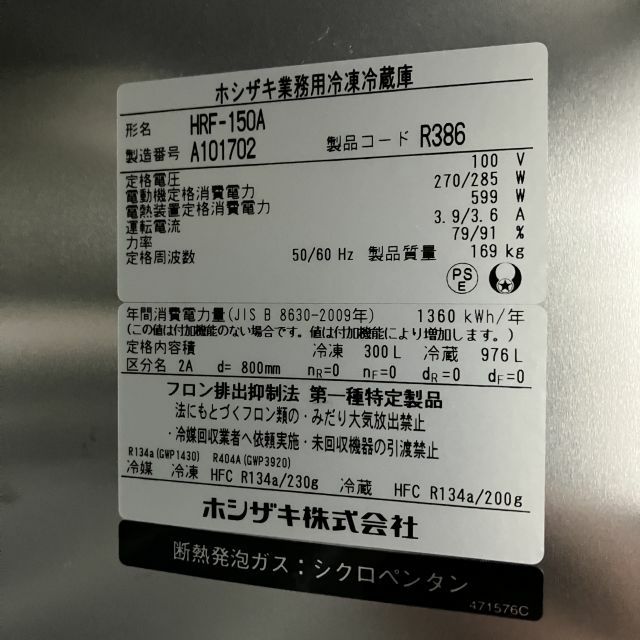 ホシザキ業務用冷凍冷蔵庫
形名 HRF-150A
製造番号 A101702 製品コード R386
定格電圧 100 V
電動機定格消費電力 270/285 W
電熱装置定格消費電力 599 W
運転電流 3.9/3.6 A
力率 79/91 %
定格周波数 50/60 Hz 製品質量 169 kg
PS
E
年間消費電力量(JIS B 8630-2009年) 1360 kWh/年
(この値は付加機能のない場合です。値は付加機能により増加します。)
定格内容積 冷凍 300L 冷蔵 976L
区分名 2A d= 800mm nR=0 nF=0 dR=0 dF=0
フロン排出抑制法 第一種特定製品
法にもとづくフロン類の・みだり大気放出禁止
・冷媒回収業者へ依頼実施・未回収機器の引渡禁止
R134a(GWP1430) R404A(GWP3920)
冷媒 冷凍 HFC R134a/230g 冷蔵 HFC R134a/200g
ホシザキ株式会社
断熱発泡ガス:シクロペンタン
471576C